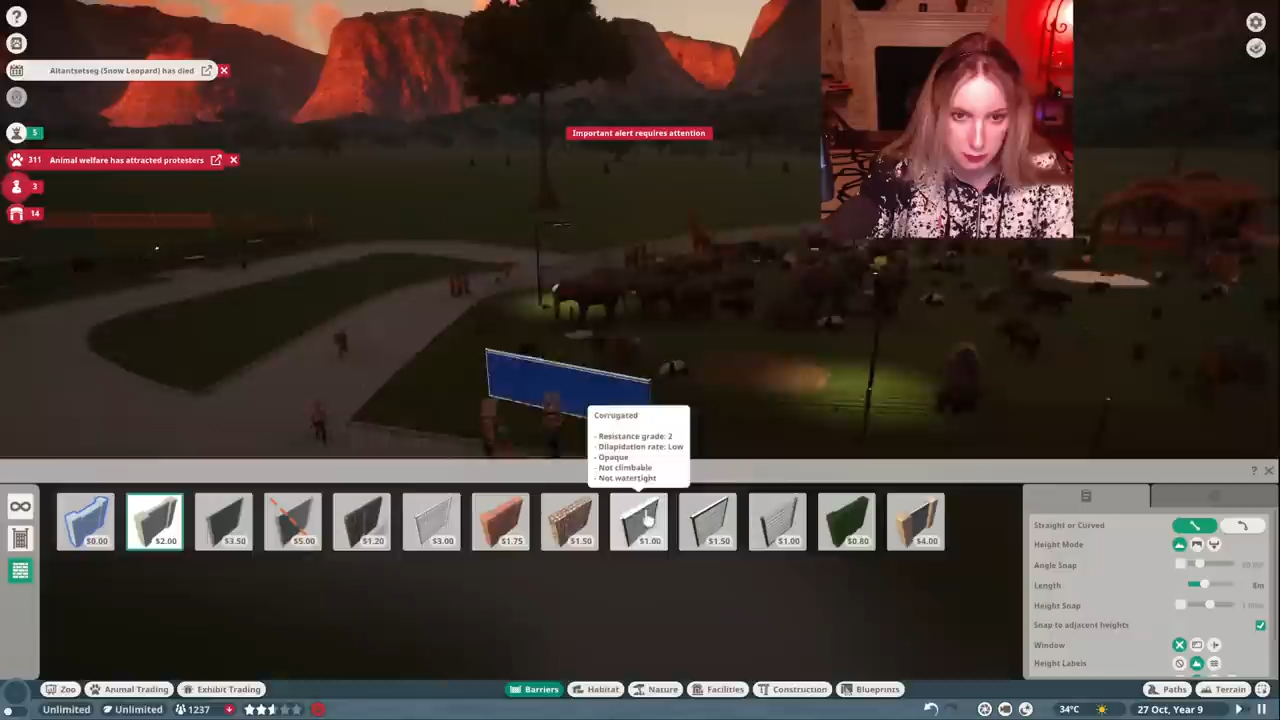 Altantsetseg (Snow Leopard) has died
5
311 Animal welfare has attracted protesters
3
14
Important alert requires attention
Corrugated
- Resistance grade: 2
- Dilapidation rate: Low
- Opaque
- Not climbable
- Not watertight
$0.00 $2.00 $3.50 $5.00 $1.20 $3.00 $1.75 $1.50 $1.00 $1.50 $1.00 $0.80 $4.00
Straight or Curved
Height Mode
Angle Snap
Length 8m
Height Snap
Snap to adjacent heights
Window
Height Labels
Zoo Animal Trading Exhibit Trading Barriers Habitat Nature Facilities Construction Blueprints Paths Terrain
Unlimited Unlimited 1237 34°C 27 Oct, Year 9